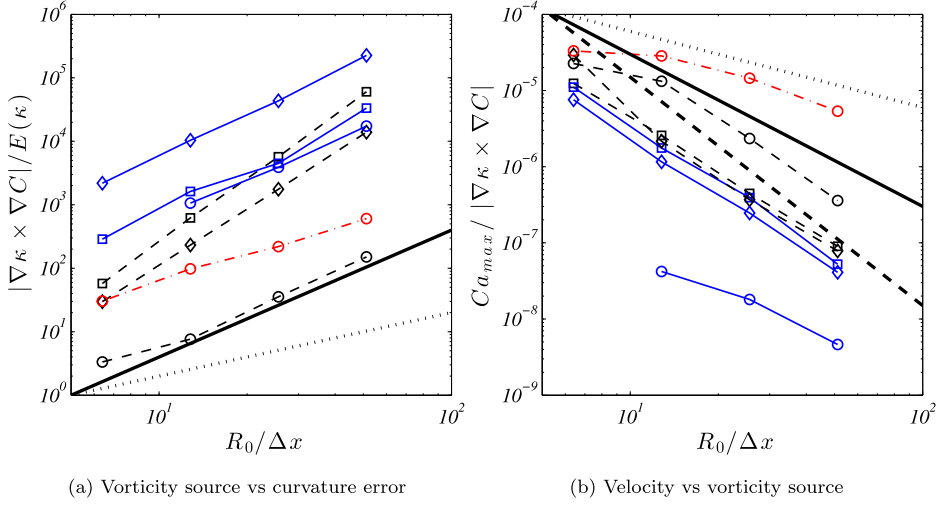 |∇κ × ∇C|/E(κ)
10^6
10^5
10^4
10^3
10^2
10^1
10^0
10^1
10^2
R_0/Δx
(a) Vorticity source vs curvature error
Ca_max/ |∇κ × ∇C|
10^-4
10^-5
10^-6
10^-7
10^-8
10^-9
10^1
10^2
R_0/Δx
(b) Velocity vs vorticity source